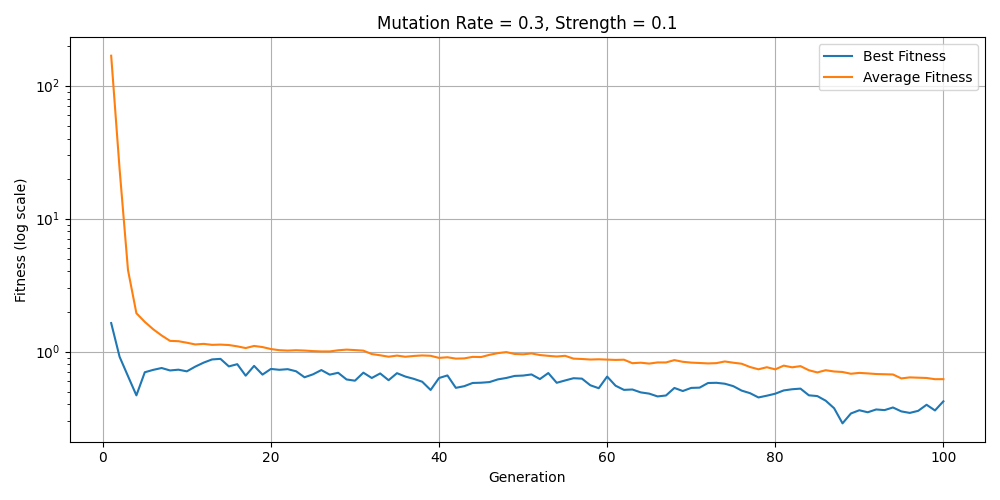 Mutation Rate = 0.3, Strength = 0.1
Best Fitness
Average Fitness
Fitness (log scale)
10²
10¹
10⁰
0 20 40 60 80 100
Generation